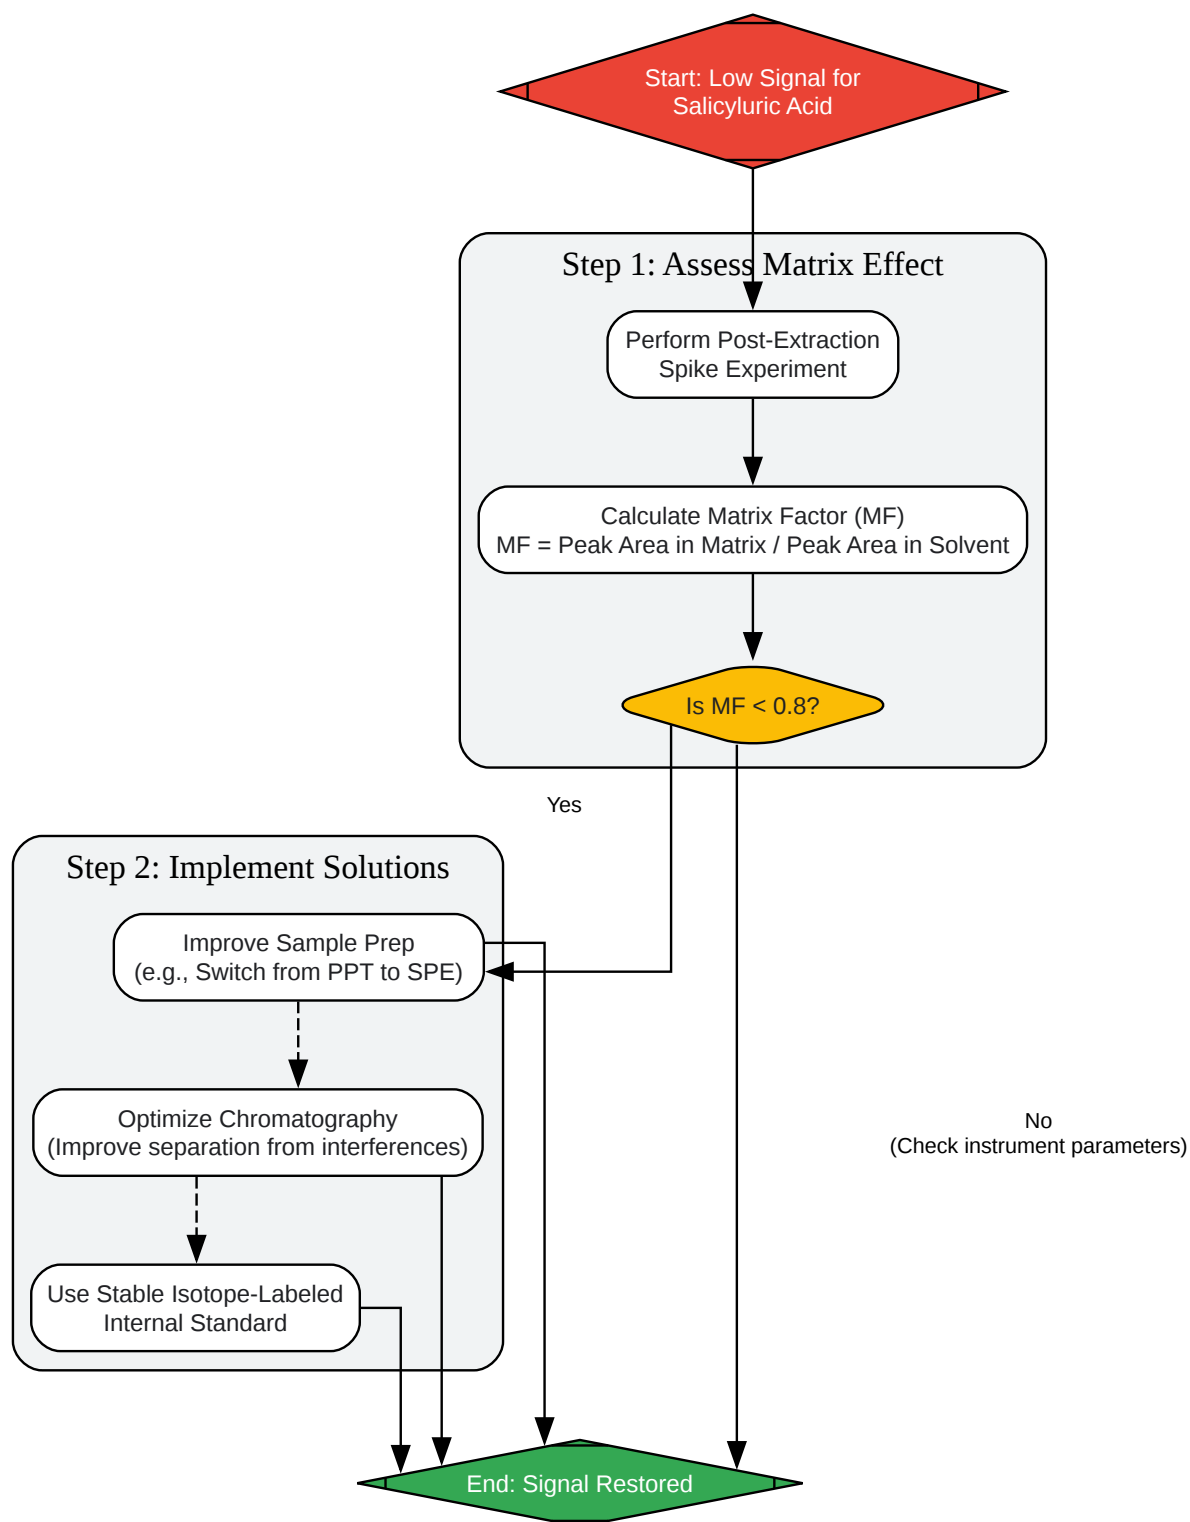 Start: Low Signal for
Salicyluric Acid
Step 1: Assess Matrix Effect
Perform Post-Extraction
Spike Experiment
Calculate Matrix Factor (MF)
MF = Peak Area in Matrix / Peak Area in Solvent
Is MF < 0.8?
Yes
Step 2: Implement Solutions
Improve Sample Prep
(e.g., Switch from PPT to SPE)
Optimize Chromatography
(Improve separation from interferences)
No
(Check instrument parameters)
Use Stable Isotope-Labeled
Internal Standard
End: Signal Restored